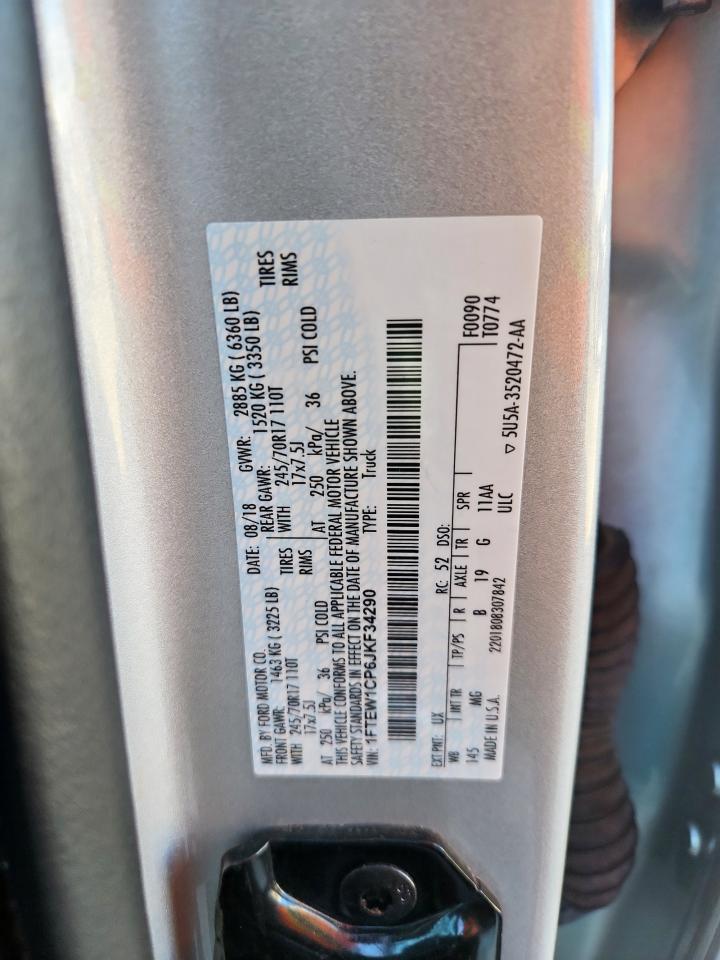 MFD. BY FORD MOTOR CO. DATE: 08/18 GVWR: 2885 KG ( 6360 LB)
FRONT GAWR: 1463 KG ( 3225 LB) REAR GAWR: 1520 KG ( 3350 LB)
WITH 245/70R17 110T TIRES WITH 245/70R17 110T TIRES
17x7.5J RIMS 17x7.5J RIMS
AT 250 kPa/ 36 PSI COLD AT 250 kPa/ 36 PSI COLD
THIS VEHICLE CONFORMS TO ALL APPLICABLE FEDERAL MOTOR VEHICLE
SAFETY STANDARDS IN EFFECT ON THE DATE OF MANUFACTURE SHOWN ABOVE.
VIN: 1FTEW1CP6JKF34290 TYPE: Truck
EXT PNT: UX RC: 52 DSO:
WB INT TR TP/PS R AXLE TR SPR F0090
145 MG B 19 G 11AA T0774
MADE IN U.S.A. 2201808307842 ULC ▽ 5U5A-3520472-AA